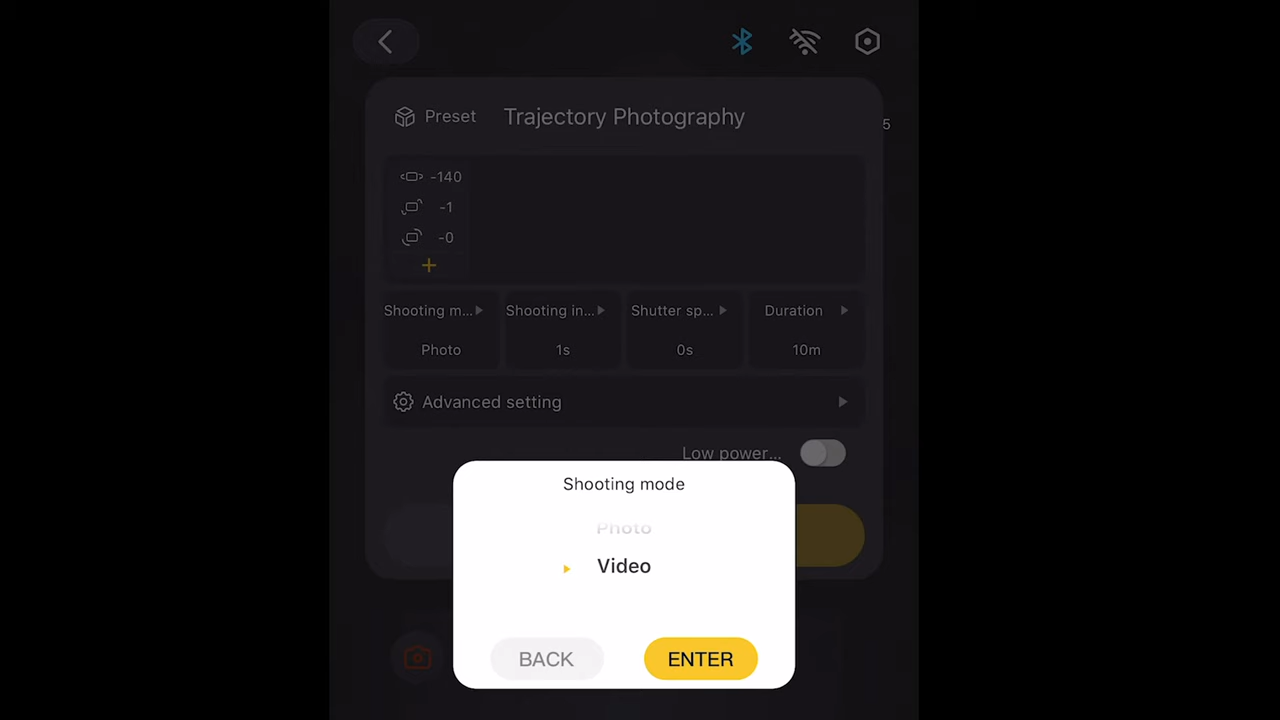 5
Preset Trajectory Photography
-140
-1
-0
+
Shooting m... Shooting in... Shutter sp... Duration
Photo 1s 0s 10m
Advanced setting
Low power...
Shooting mode
Photo
Video
BACK ENTER